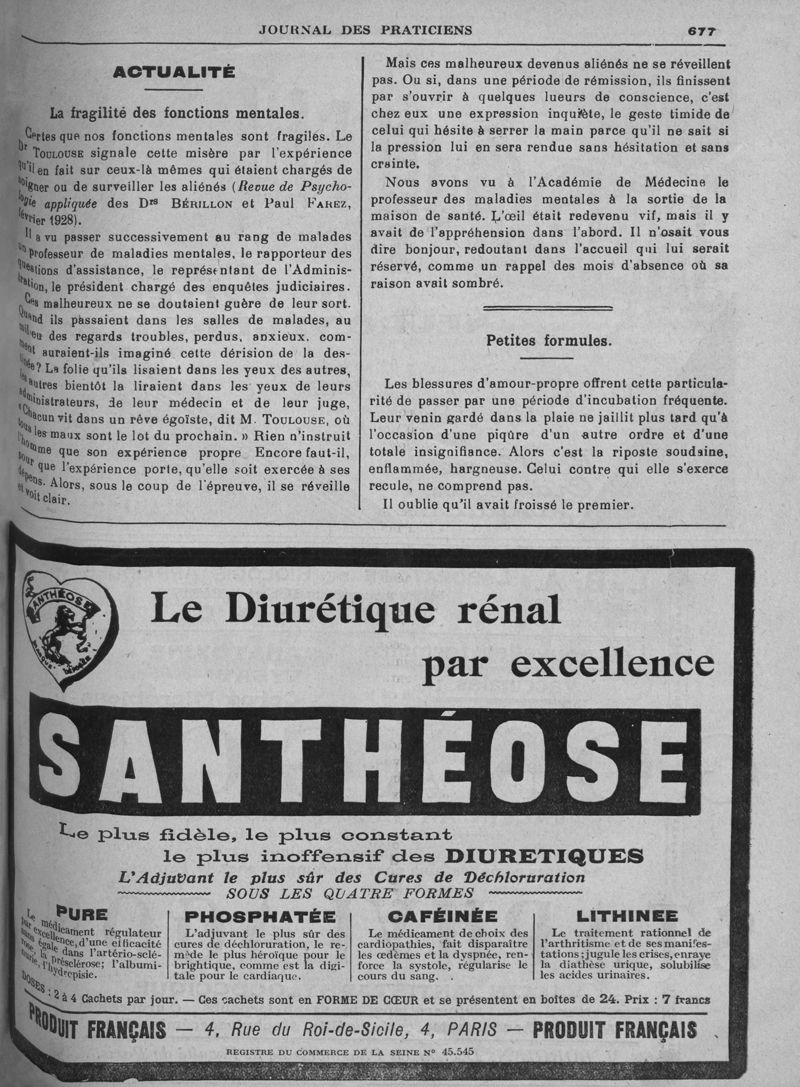 JOURNAL DES PRATICIENS
677
ACTUALITÉ
La fragilité des fonctions mentales.
Certes que nos fonctions mentales sont fragiles. Le
Dr TOULOUSE signale cette misère par l'expérience
qu'il en fait sur ceux-là mêmes qui étaient chargés de
soigner ou de surveiller les aliénés (Revue de Psycho-
logie appliquée des Drs BÉRILLON et Paul FAREZ,
février 1928).
Il a vu passer successivement au rang de malades
un professeur de maladies mentales, le rapporteur des
questions d'assistance, le représentant de l'Adminis-
tration, le président chargé des enquêtes judiciaires.
Ces malheureux ne se doutaient guère de leur sort.
Quand ils passaient dans les salles de malades, au
milieu des regards troubles, perdus, anxieux, com-
ment auraient-ils imaginé cette dérision de la des-
tinée? La folie qu'ils lisaient dans les yeux des autres,
les autres bientôt la liraient dans les yeux de leurs
administrateurs, de leur médecin et de leur juge,
« Chacun vit dans un rêve égoïste, dit M. TOULOUSE, où
tous les maux sont le lot du prochain. » Rien n'instruit
l'homme que son expérience propre Encore faut-il,
pour que l'expérience porte, qu'elle soit exercée à ses
dépens. Alors, sous le coup de l'épreuve, il se réveille
et voit clair.
Mais ces malheureux devenus aliénés ne se réveillent
pas. Ou si, dans une période de rémission, ils finissent
par s'ouvrir à quelques lueurs de conscience, c'est
chez eux une expression inquiète, le geste timide de
celui qui hésite à serrer la main parce qu'il ne sait si
la pression lui en sera rendue sans hésitation et sans
crainte.
Nous avons vu à l'Académie de Médecine le
professeur des maladies mentales à la sortie de la
maison de santé. L'œil était redevenu vif, mais il y
avait de l'appréhension dans l'abord. Il n'osait vous
dire bonjour, redoutant dans l'accueil qui lui serait
réservé, comme un rappel des mois d'absence où sa
raison avait sombré.
Petites formules.
Les blessures d'amour-propre offrent cette particula-
rité de passer par une période d'incubation fréquente.
Leur venin gardé dans la plaie ne jaillit plus tard qu'à
l'occasion d'une piqûre d'un autre ordre et d'une
totale insignifiance. Alors c'est la riposte soudaine,
enflammée, hargneuse. Celui contre qui elle s'exerce
recule, ne comprend pas.
Il oublie qu'il avait froissé le premier.
SANTHÉOSE
MARQUE DÉPOSÉE
Le Diurétique rénal
par excellence
SANTHÉOSE
Le plus fidèle, le plus constant
le plus inoffensif des DIURETIQUES
L'Adjuvant le plus sûr des Cures de Déchloruration
SOUS LES QUATRE FORMES
PURE
Le médicament régulateur
par excellence, d'une efficacité
sans égale dans l'artério-sclé-
rose, la présclérose; l'albumi-
nurie, l'hydropisie.
PHOSPHATÉE
L'adjuvant le plus sûr des
cures de déchloruration, le re-
mède le plus héroïque pour le
brightique, comme est la digi-
tale pour le cardiaque.
CAFÉINÉE
Le médicament de choix des
cardiopathies, fait disparaître
les œdèmes et la dyspnée, ren-
force la systole, régularise le
cours du sang.
LITHINEE
Le traitement rationnel de
l'arthritisme et de ses manifes-
tations; jugule les crises, enraye
la diathèse urique, solubilise
les acides urinaires.
DOSES : 2 à 4 Cachets par jour. — Ces cachets sont en FORME DE CŒUR et se présentent en boîtes de 24. Prix : 7 francs
PRODUIT FRANÇAIS — 4, Rue du Roi-de-Sicile, 4, PARIS — PRODUIT FRANÇAIS
REGISTRE DU COMMERCE DE LA SEINE N° 45.545